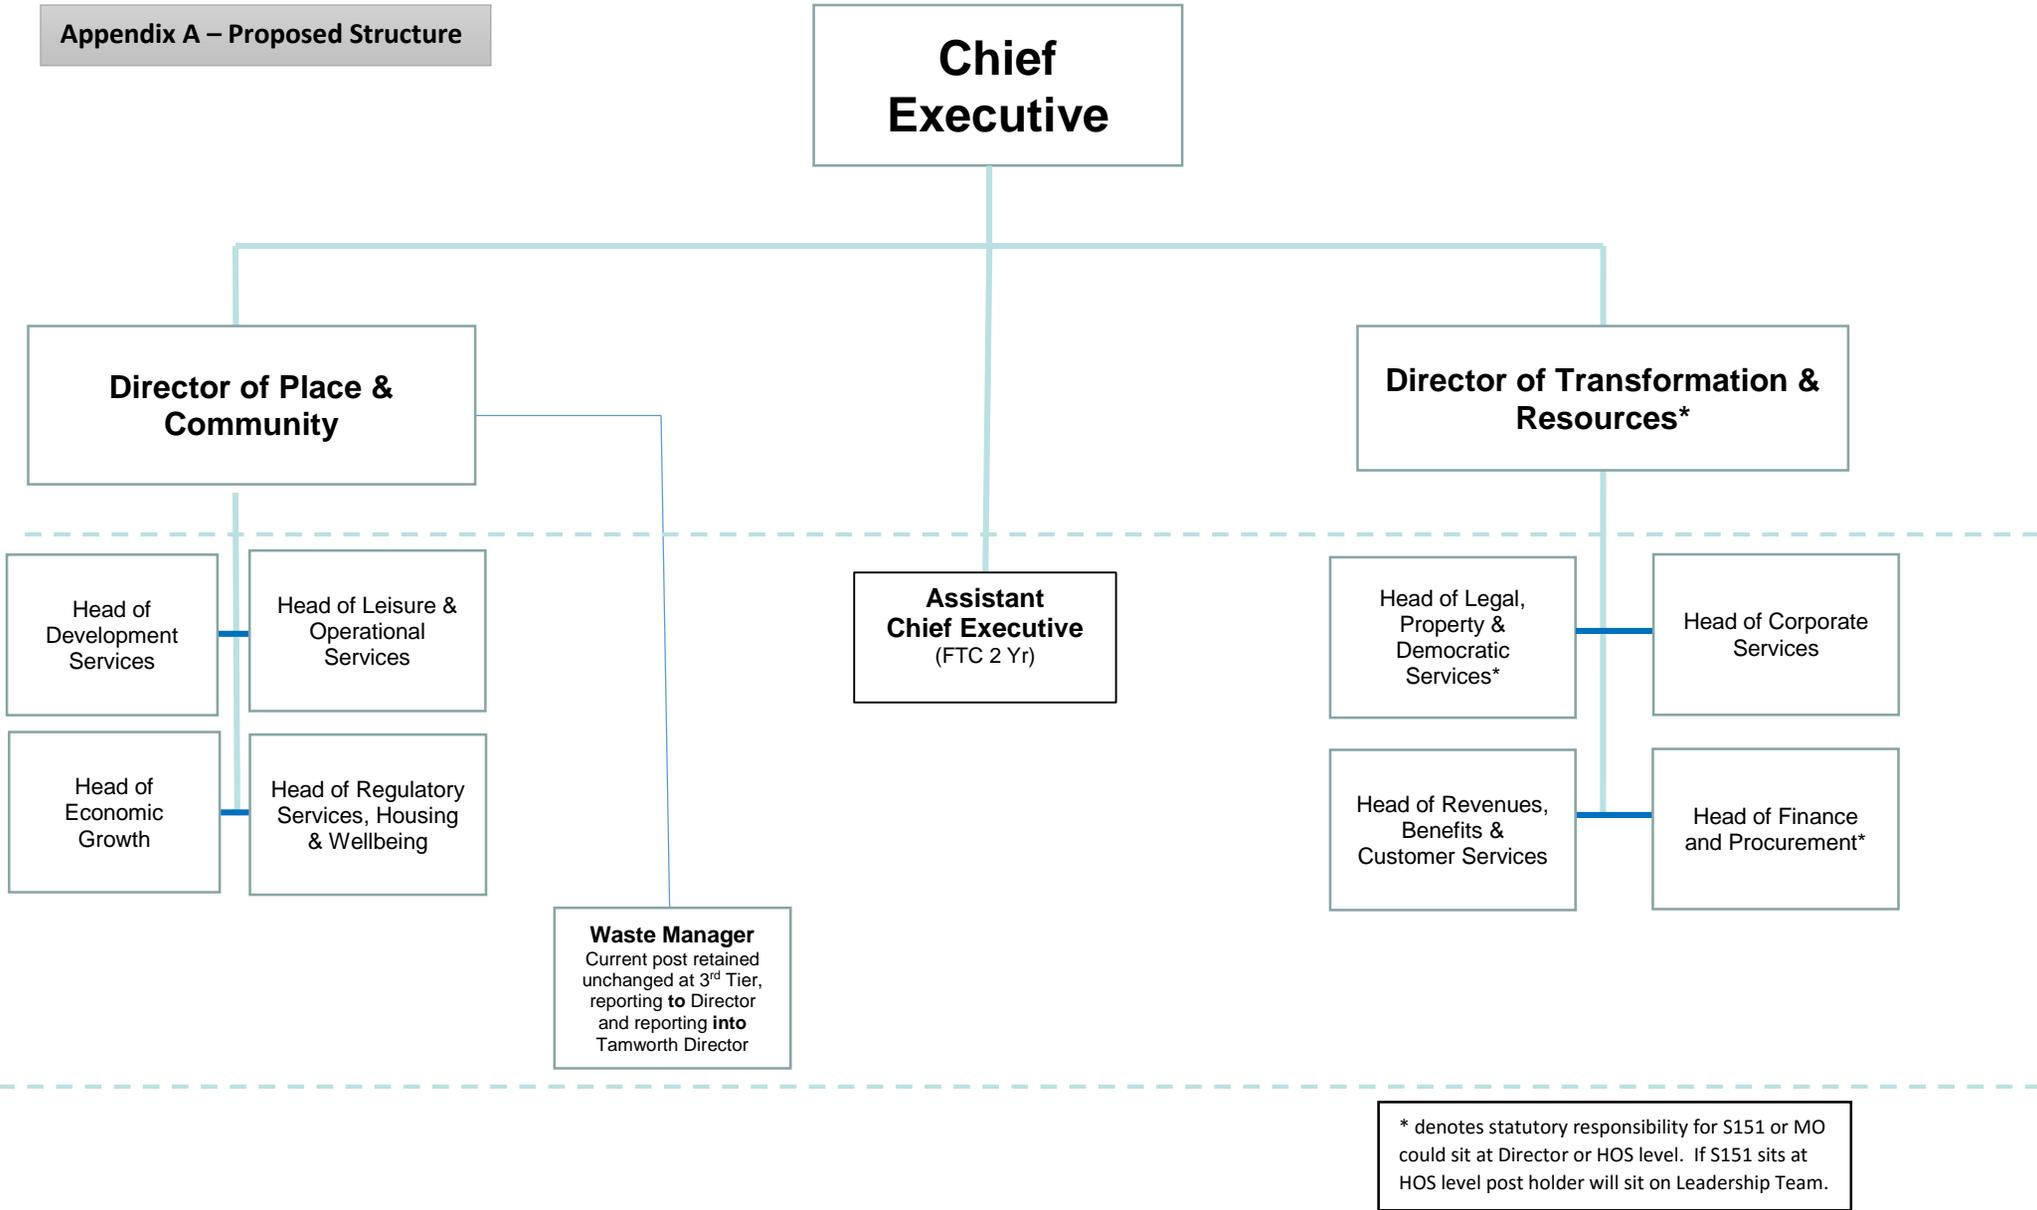 Appendix A – Proposed Structure
Chief
Executive
Director of Place &
Community
Director of Transformation &
Resources*
Head of
Development
Services
Head of Leisure &
Operational
Services
Assistant
Chief Executive
(FTC 2 Yr)
Head of Legal,
Property &
Democratic
Services*
Head of Corporate
Services
Head of
Economic
Growth
Head of Regulatory
Services, Housing
& Wellbeing
Head of Revenues,
Benefits &
Customer Services
Head of Finance
and Procurement*
Waste Manager
Current post retained
unchanged at 3rd Tier,
reporting to Director
and reporting into
Tamworth Director
* denotes statutory responsibility for S151 or MO
could sit at Director or HOS level.  If S151 sits at
HOS level post holder will sit on Leadership Team.